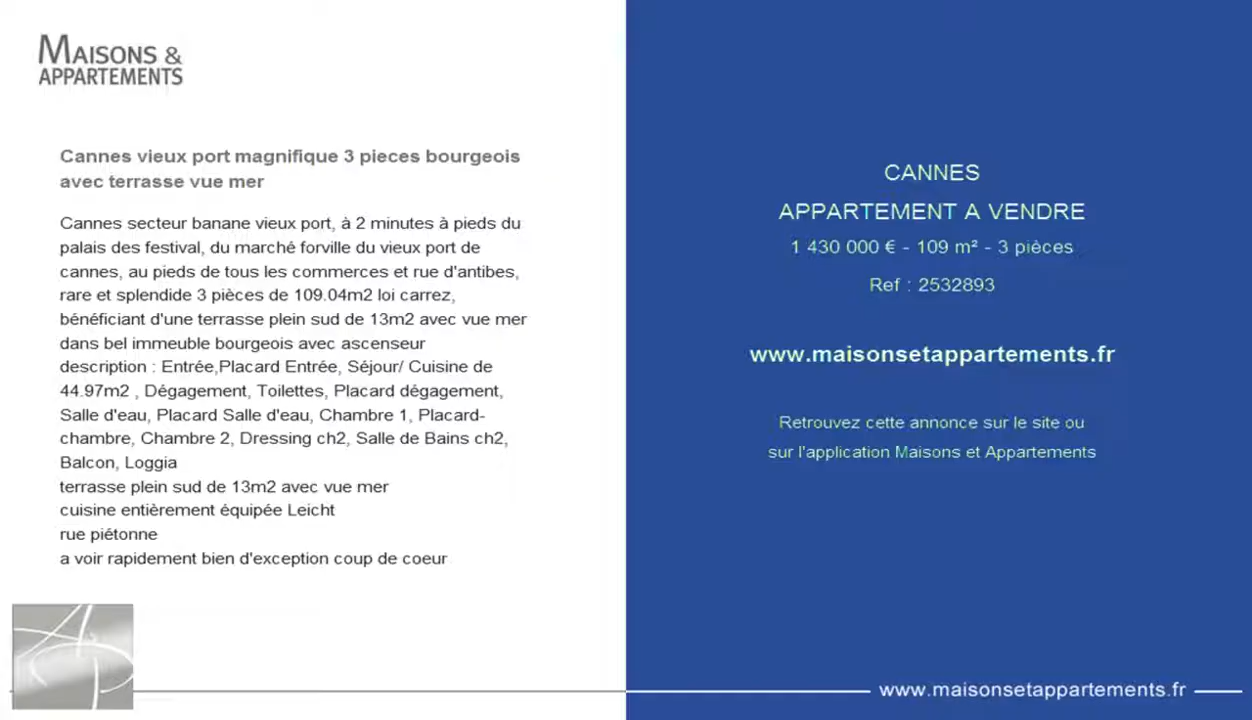 MAISONS &
APPARTEMENTS
Cannes vieux port magnifique 3 pieces bourgeois
avec terrasse vue mer
Cannes secteur banane vieux port, à 2 minutes à pieds du
palais des festival, du marché forville du vieux port de
cannes, au pieds de tous les commerces et rue d'antibes,
rare et splendide 3 pièces de 109.04m2 loi carrez,
bénéficiant d'une terrasse plein sud de 13m2 avec vue mer
dans bel immeuble bourgeois avec ascenseur
description : Entrée,Placard Entrée, Séjour/ Cuisine de
44.97m2 , Dégagement, Toilettes, Placard dégagement,
Salle d'eau, Placard Salle d'eau, Chambre 1, Placard-
chambre, Chambre 2, Dressing ch2, Salle de Bains ch2,
Balcon, Loggia
terrasse plein sud de 13m2 avec vue mer
cuisine entièrement équipée Leicht
rue piétonne
a voir rapidement bien d'exception coup de coeur
CANNES
APPARTEMENT A VENDRE
1 430 000 € - 109 m² - 3 pièces
Ref : 2532893
www.maisonsetappartements.fr
Retrouvez cette annonce sur le site ou
sur l'application Maisons et Appartements
www.maisonsetappartements.fr